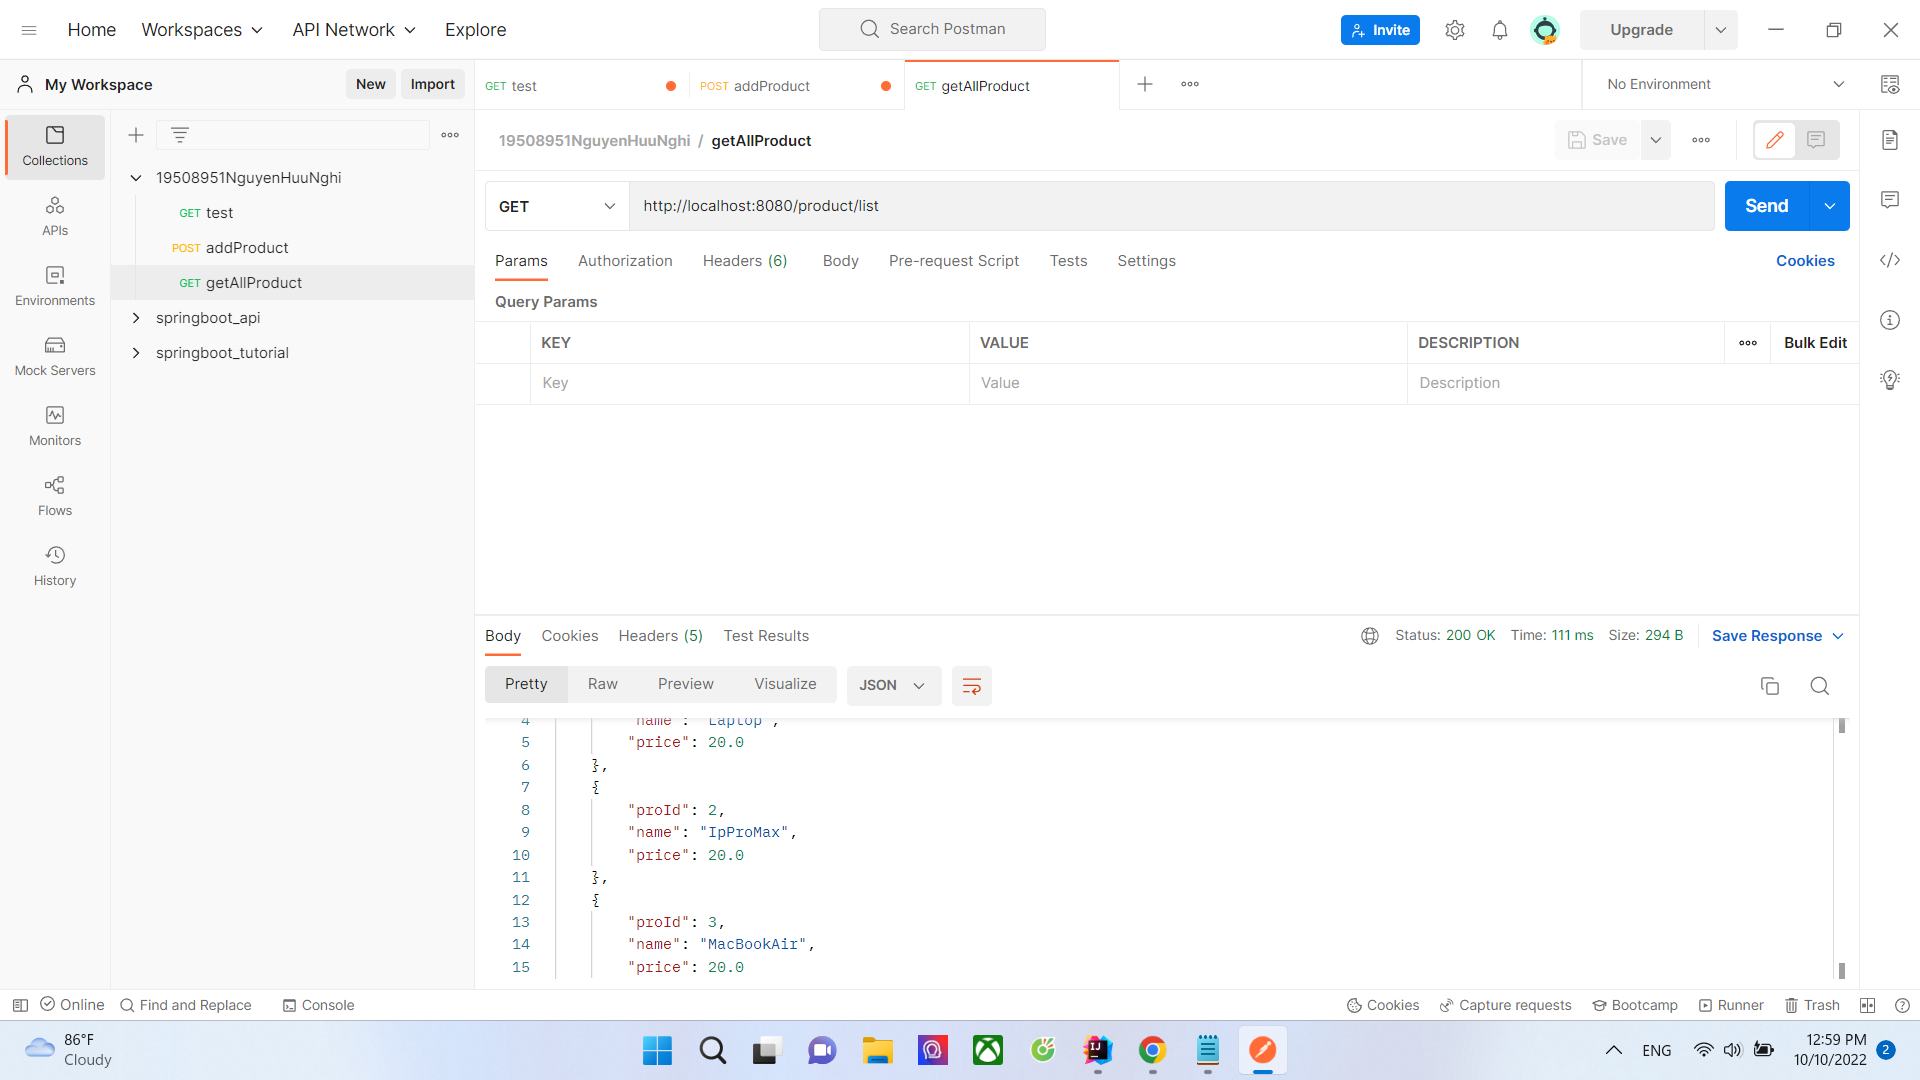 Home
Workspaces
API Network
Explore
Search Postman
Invite
Upgrade
My Workspace
New
Import
GET test
POST addProduct
GET getAllProduct
No Environment
Collections
APIs
Environments
Mock Servers
Monitors
Flows
History
19508951NguyenHuuNghi
GET test
POST addProduct
GET getAllProduct
springboot_api
springboot_tutorial
19508951NguyenHuuNghi / getAllProduct
Save
GET
http://localhost:8080/product/list
Send
Params
Authorization
Headers (6)
Body
Pre-request Script
Tests
Settings
Cookies
Query Params
KEY
VALUE
DESCRIPTION
Bulk Edit
Key
Value
Description
Body
Cookies
Headers (5)
Test Results
Status: 200 OK
Time: 111 ms
Size: 294 B
Save Response
Pretty
Raw
Preview
Visualize
JSON
4 "name": "Laptop",
5 "price": 20.0
6 },
7 {
8 "proId": 2,
9 "name": "IpProMax",
10 "price": 20.0
11 },
12 {
13 "proId": 3,
14 "name": "MacBookAir",
15 "price": 20.0
Online
Find and Replace
Console
Cookies
Capture requests
Bootcamp
Runner
Trash
86°F
Cloudy
IJ
ENG
12:59 PM
10/10/2022
2